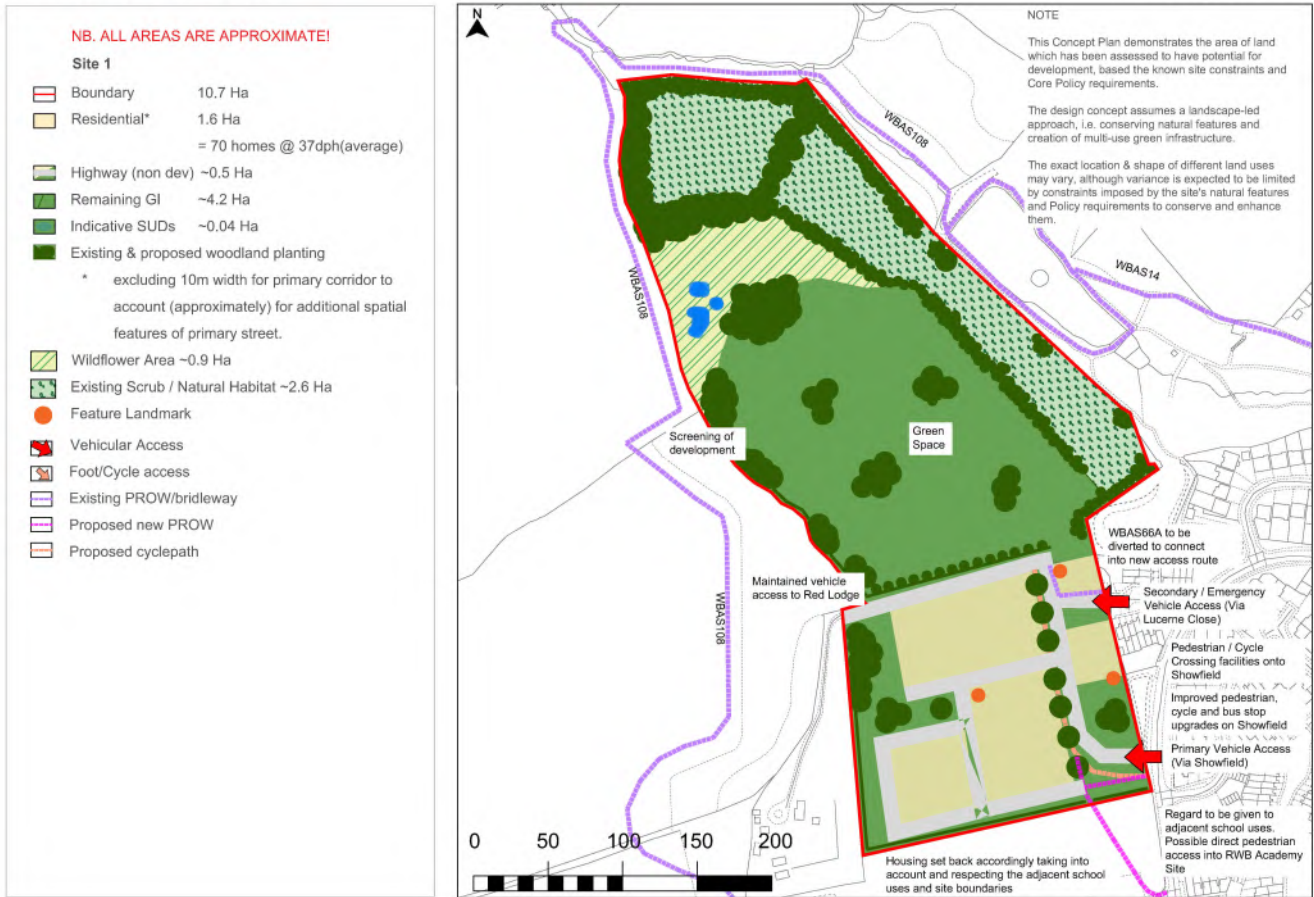 NB. ALL AREAS ARE APPROXIMATE!
Site 1
Boundary 10.7 Ha
Residential* 1.6 Ha
= 70 homes @ 37dph(average)
Highway (non dev) ~0.5 Ha
Remaining GI ~4.2 Ha
Indicative SUDs ~0.04 Ha
Existing & proposed woodland planting
* excluding 10m width for primary corridor to
account (approximately) for additional spatial
features of primary street.
Wildflower Area ~0.9 Ha
Existing Scrub / Natural Habitat ~2.6 Ha
Feature Landmark
Vehicular Access
Foot/Cycle access
Existing PROW/bridleway
Proposed new PROW
Proposed cyclepath
N
NOTE
This Concept Plan demonstrates the area of land
which has been assessed to have potential for
development, based the known site constraints and
Core Policy requirements.
The design concept assumes a landscape-led
approach, i.e. conserving natural features and
creation of multi-use green infrastructure.
The exact location & shape of different land uses
may vary, although variance is expected to be limited
by constraints imposed by the site's natural features
and Policy requirements to conserve and enhance
them.
WBAS108
WBAS14
WBAS108
Screening of
development
Green
Space
WBAS66A to be
diverted to connect
into new access route
Maintained vehicle
access to Red Lodge
Secondary / Emergency
Vehicle Access (Via
Lucerne Close)
WBAS108
Pedestrian / Cycle
Crossing facilities onto
Showfield
Improved pedestrian,
cycle and bus stop
upgrades on Showfield
Primary Vehicle Access
(Via Showfield)
Regard to be given to
adjacent school uses.
Possible direct pedestrian
access into RWB Academy
Site
0 50 100 150 200
Housing set back accordingly taking into
account and respecting the adjacent school
uses and site boundaries